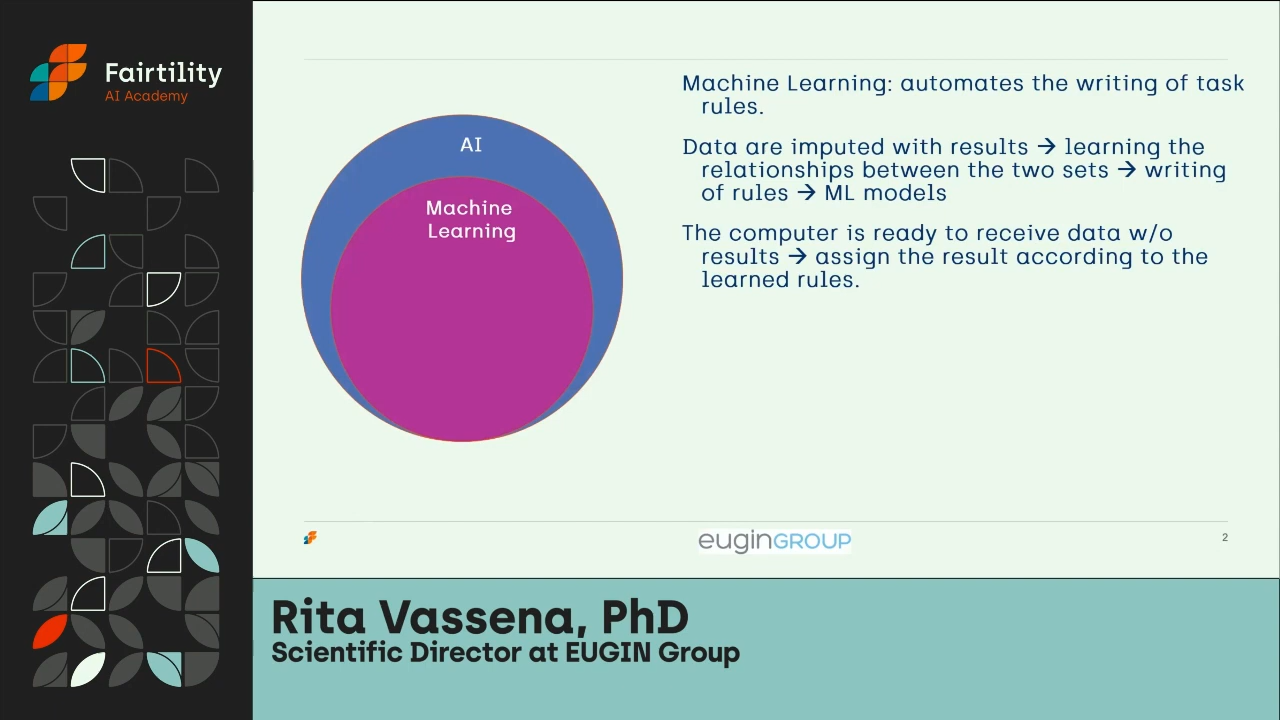 Fairtility
AI Academy
AI
Machine
Learning
Machine Learning: automates the writing of task
rules.
Data are imputed with results → learning the
relationships between the two sets → writing
of rules → ML models
The computer is ready to receive data w/o
results → assign the result according to the
learned rules.
euginGROUP
2
Rita Vassena, PhD
Scientific Director at EUGIN Group